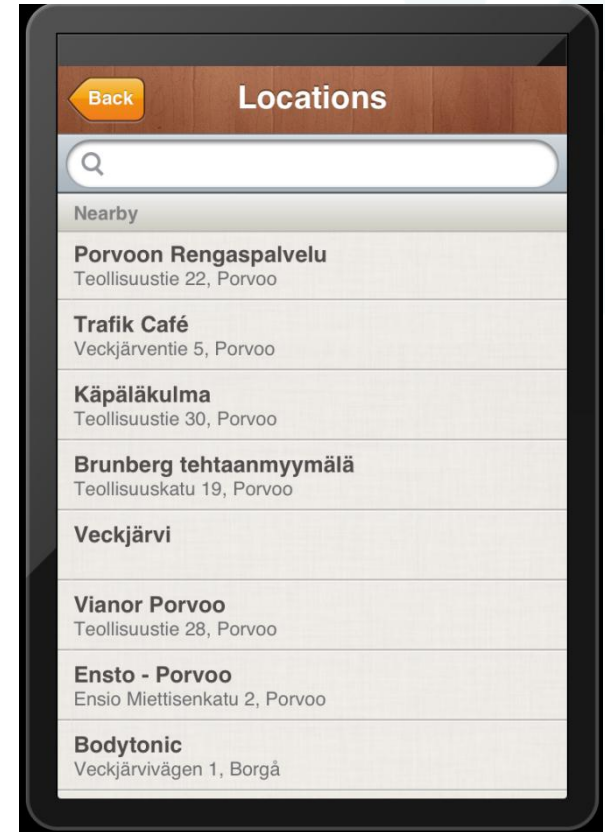 Back
Locations
Nearby
Porvoon Rengaspalvelu
Teollisuustie 22, Porvoo
Trafik Café
Veckjärventie 5, Porvoo
Käpäläkulma
Teollisuustie 30, Porvoo
Brunberg tehtaanmyymälä
Teollisuuskatu 19, Porvoo
Veckjärvi
Vianor Porvoo
Teollisuustie 28, Porvoo
Ensto - Porvoo
Ensio Miettisenkatu 2, Porvoo
Bodytonic
Veckjärvivägen 1, Borgå